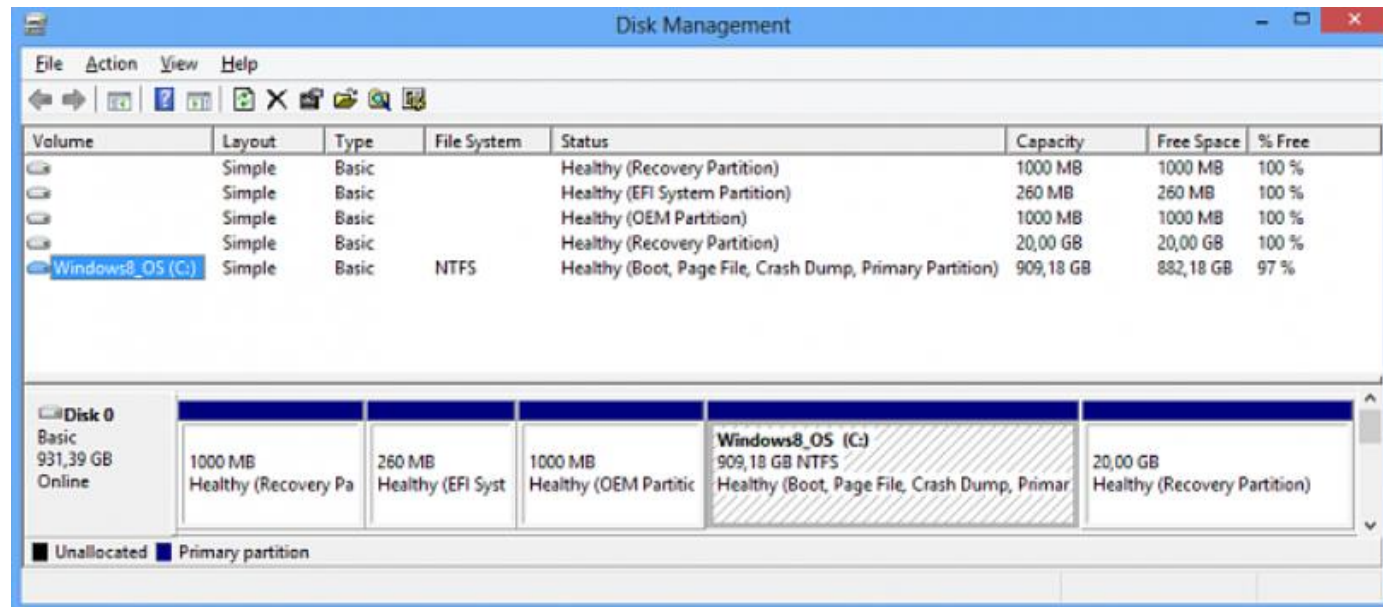 Disk Management
File Action View Help
Volume Layout Type File System Status Capacity Free Space % Free
Simple Basic Healthy (Recovery Partition) 1000 MB 1000 MB 100 %
Simple Basic Healthy (EFI System Partition) 260 MB 260 MB 100 %
Simple Basic Healthy (OEM Partition) 1000 MB 1000 MB 100 %
Simple Basic Healthy (Recovery Partition) 20,00 GB 20,00 GB 100 %
Windows8_OS (C:) Simple Basic NTFS Healthy (Boot, Page File, Crash Dump, Primary Partition) 909,18 GB 882,18 GB 97 %
Disk 0
Basic
931,39 GB
Online
1000 MB
Healthy (Recovery Pa
260 MB
Healthy (EFI Syst
1000 MB
Healthy (OEM Partitic
Windows8_OS (C:)
909,18 GB NTFS
Healthy (Boot, Page File, Crash Dump, Primar
20,00 GB
Healthy (Recovery Partition)
Unallocated Primary partition